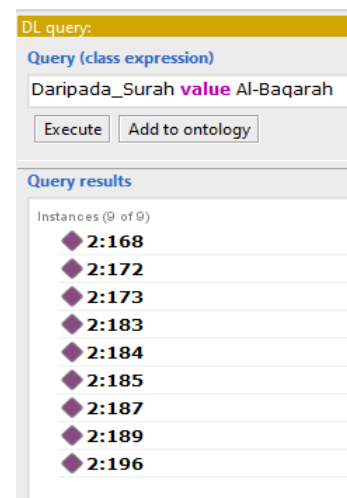 DL query:
Query (class expression)
Daripada_Surah value Al-Baqarah
Execute Add to ontology
Query results
Instances (9 of 9)
2:168
2:172
2:173
2:183
2:184
2:185
2:187
2:189
2:196